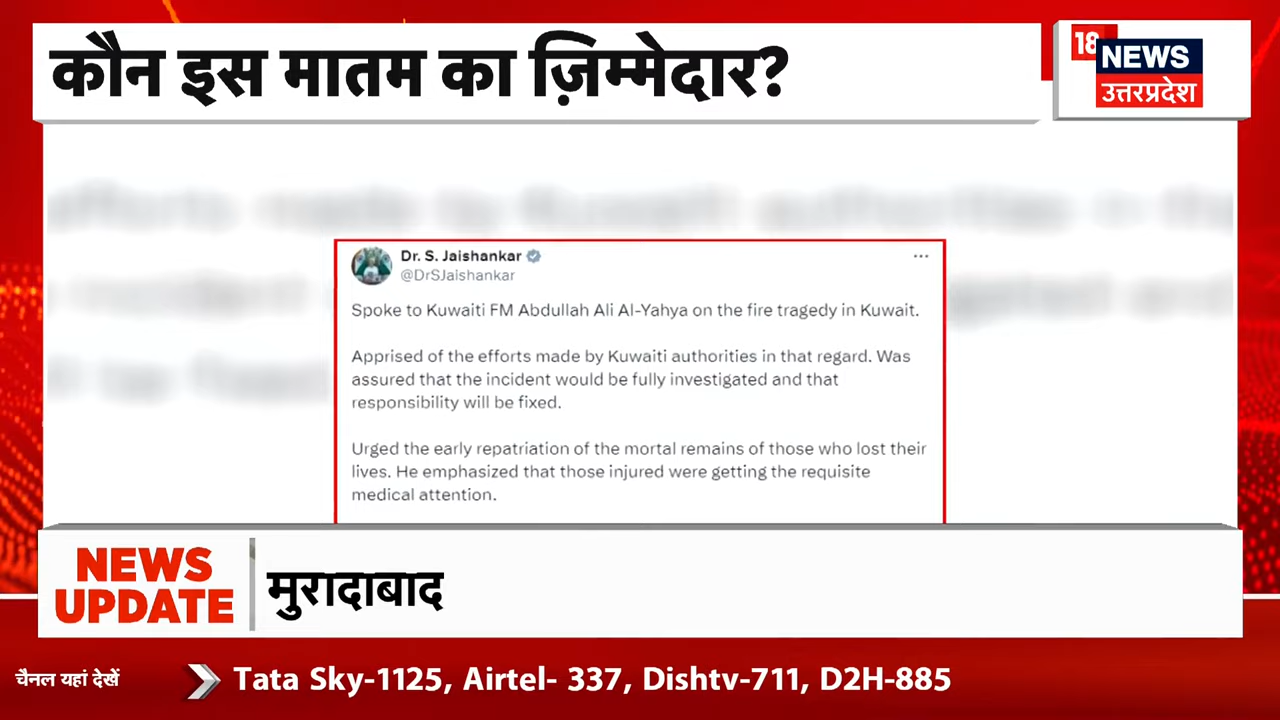 कौन इस मातम का ज़िम्मेदार?
18
NEWS
उत्तरप्रदेश
Dr. S. Jaishankar
@DrSJaishankar
Spoke to Kuwaiti FM Abdullah Ali Al-Yahya on the fire tragedy in Kuwait.
Apprised of the efforts made by Kuwaiti authorities in that regard. Was
assured that the incident would be fully investigated and that
responsibility will be fixed.
Urged the early repatriation of the mortal remains of those who lost their
lives. He emphasized that those injured were getting the requisite
medical attention.
NEWS
UPDATE
मुरादाबाद
चैनल यहां देखें
Tata Sky-1125, Airtel- 337, Dishtv-711, D2H-885